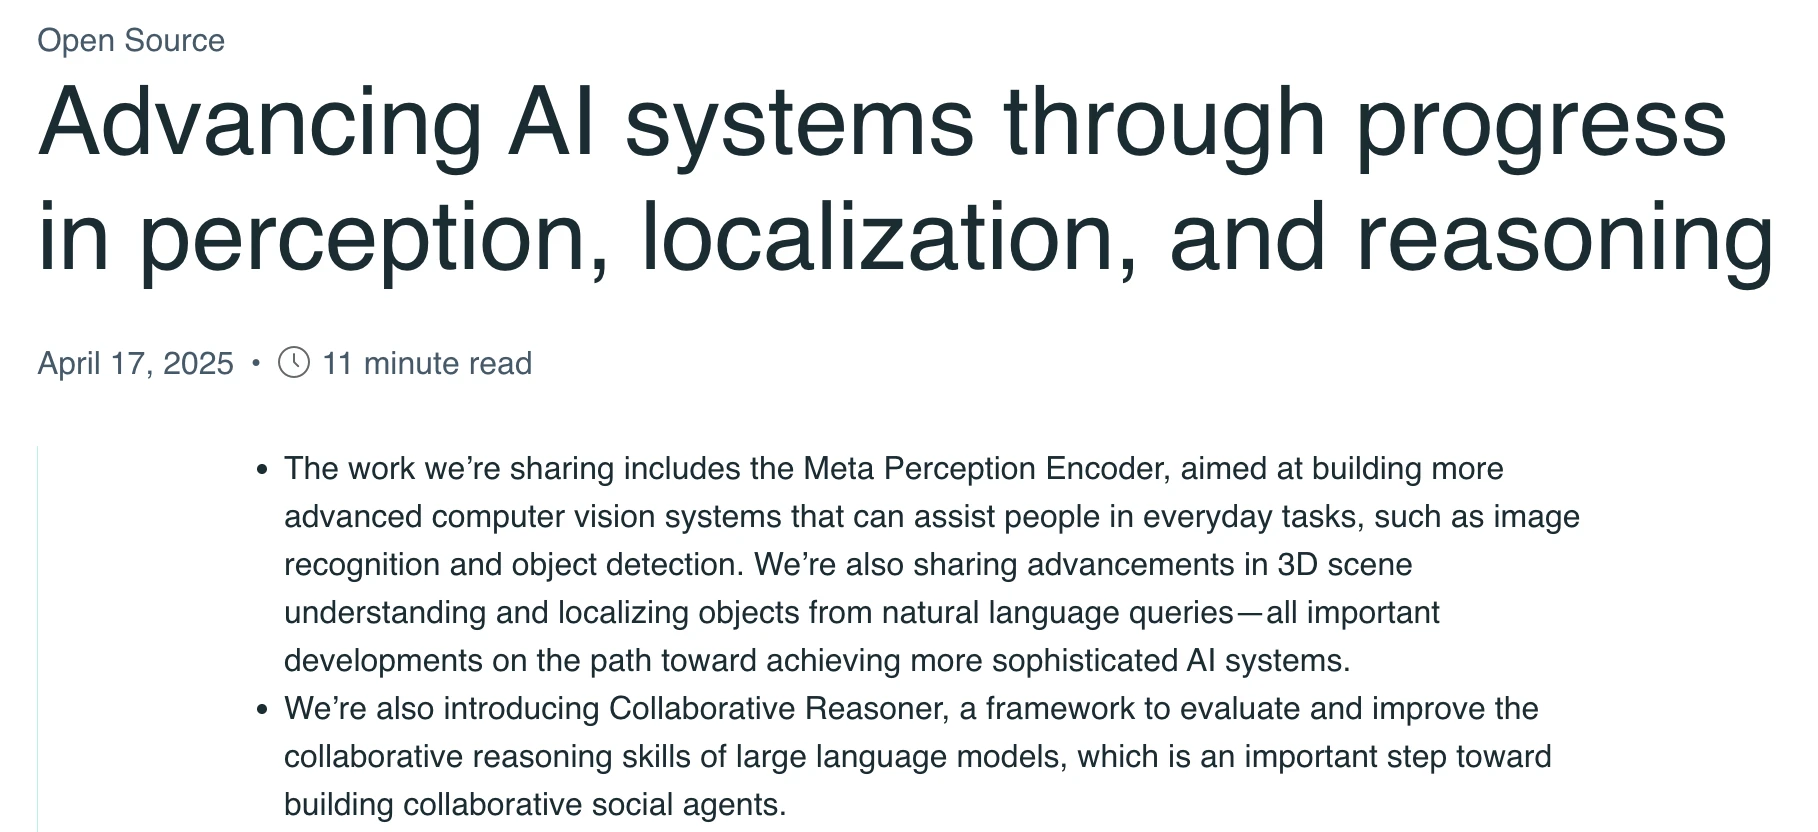 Open Source
Advancing AI systems through progress
in perception, localization, and reasoning
April 17, 2025 • 11 minute read
• The work we’re sharing includes the Meta Perception Encoder, aimed at building more
advanced computer vision systems that can assist people in everyday tasks, such as image
recognition and object detection. We’re also sharing advancements in 3D scene
understanding and localizing objects from natural language queries—all important
developments on the path toward achieving more sophisticated AI systems.
• We’re also introducing Collaborative Reasoner, a framework to evaluate and improve the
collaborative reasoning skills of large language models, which is an important step toward
building collaborative social agents.